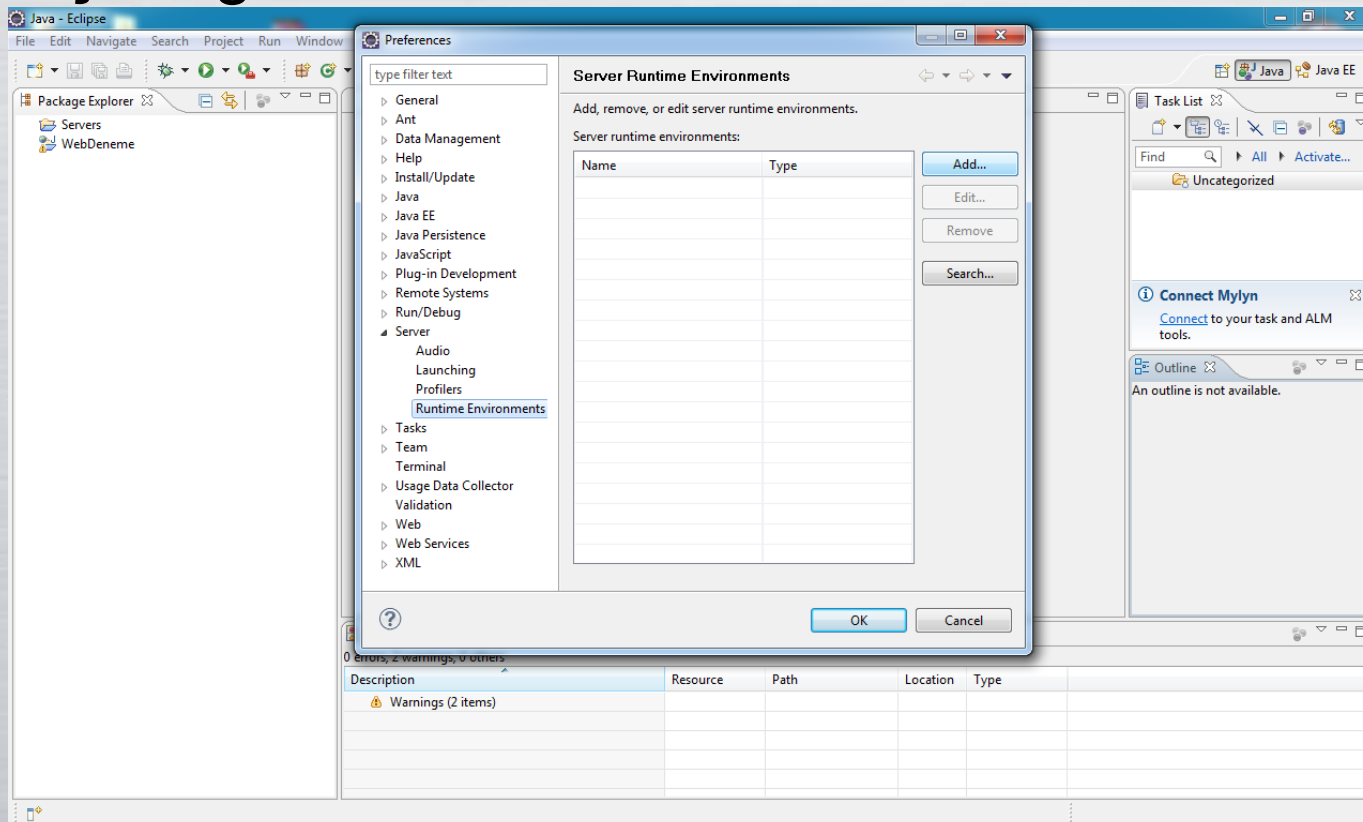 Java - Eclipse
File Edit Navigate Search Project Run Window
Java
Java EE
Package Explorer
Servers
WebDeneme
Preferences
type filter text
General
Ant
Data Management
Help
Install/Update
Java
Java EE
Java Persistence
JavaScript
Plug-in Development
Remote Systems
Run/Debug
Server
Audio
Launching
Profilers
Runtime Environments
Tasks
Team
Terminal
Usage Data Collector
Validation
Web
Web Services
XML
Server Runtime Environments
Add, remove, or edit server runtime environments.
Server runtime environments:
Name Type
Add...
Edit...
Remove
Search...
OK Cancel
Task List
Find All Activate...
Uncategorized
Connect Mylyn
Connect to your task and ALM
tools.
Outline
An outline is not available.
0 errors, 2 warnings, 0 others
Description Resource Path Location Type
Warnings (2 items)